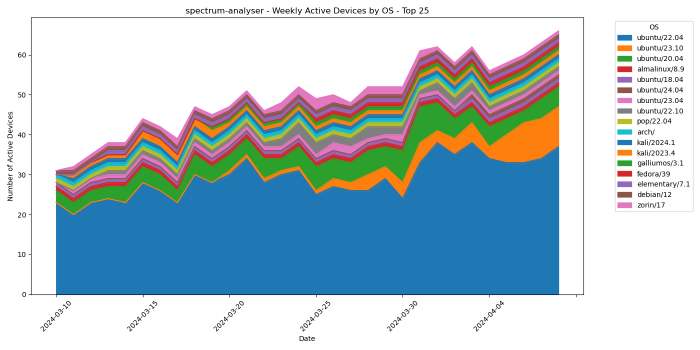 spectrum-analyser - Weekly Active Devices by OS - Top 25
OS
ubuntu/22.04
ubuntu/23.10
ubuntu/20.04
almalinux/8.9
ubuntu/18.04
ubuntu/24.04
ubuntu/23.04
pop/22.04
arch/
kali/2024.1
kali/2023.4
galliumos/3.1
fedora/39
elementary/7.1
debian/12
zorin/17
Number of Active Devices
60
50
40
30
20
10
0
2024-03-10
2024-03-15
2024-03-20
2024-03-25
2024-03-30
2024-04-04
Date